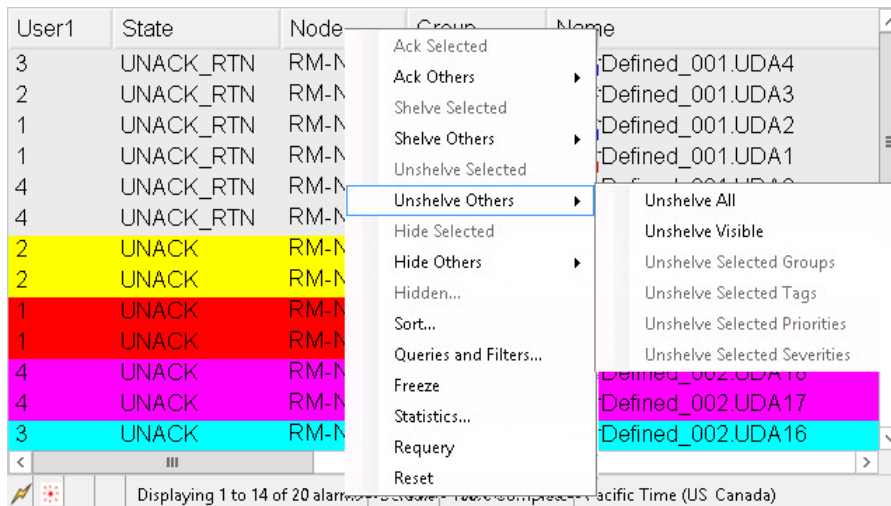 User1 State Node Group Name
3 UNACK_RTN RM-N Defined_001.UDA4
2 UNACK_RTN RM-N Defined_001.UDA3
1 UNACK_RTN RM-N Defined_001.UDA2
1 UNACK_RTN RM-N Defined_001.UDA1
4 UNACK_RTN RM-N
4 UNACK_RTN RM-N
2 UNACK RM-N
2 UNACK RM-N
1 UNACK RM-N
1 UNACK RM-N
4 UNACK RM-N Defined_002.UDA18
4 UNACK RM-N Defined_002.UDA17
3 UNACK RM-N Defined_002.UDA16
Ack Selected
Ack Others
Shelve Selected
Shelve Others
Unshelve Selected
Unshelve Others
Hide Selected
Hide Others
Hidden...
Sort...
Queries and Filters...
Freeze
Statistics...
Requery
Reset
Unshelve All
Unshelve Visible
Unshelve Selected Groups
Unshelve Selected Tags
Unshelve Selected Priorities
Unshelve Selected Severities
Displaying 1 to 14 of 20 alarm acific Time (US Canada)